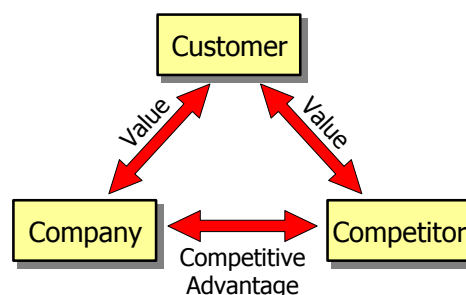 Customer
Value
Value
Company
Competitor
Competitive
Advantage